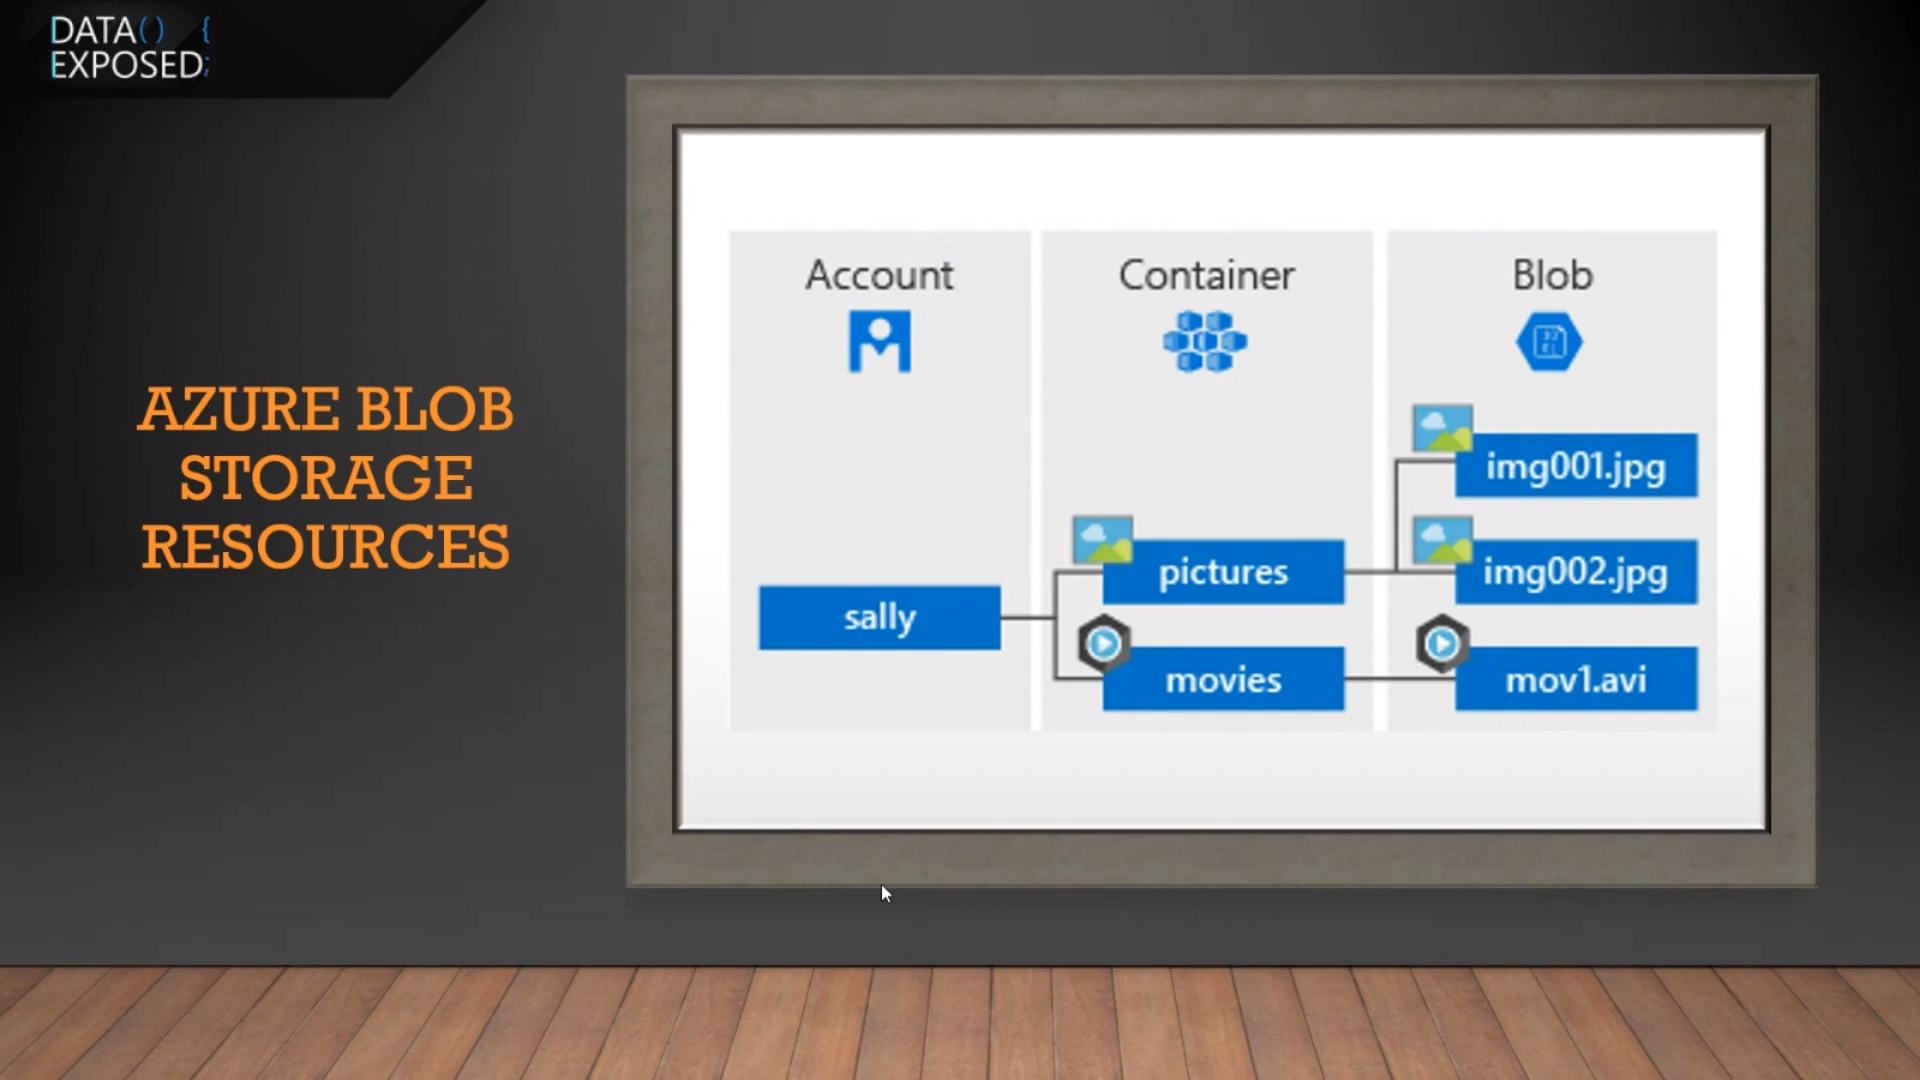 DATA() {
EXPOSED;
AZURE BLOB
STORAGE
RESOURCES
Account
Container
Blob
img001.jpg
pictures
img002.jpg
sally
movies
mov1.avi